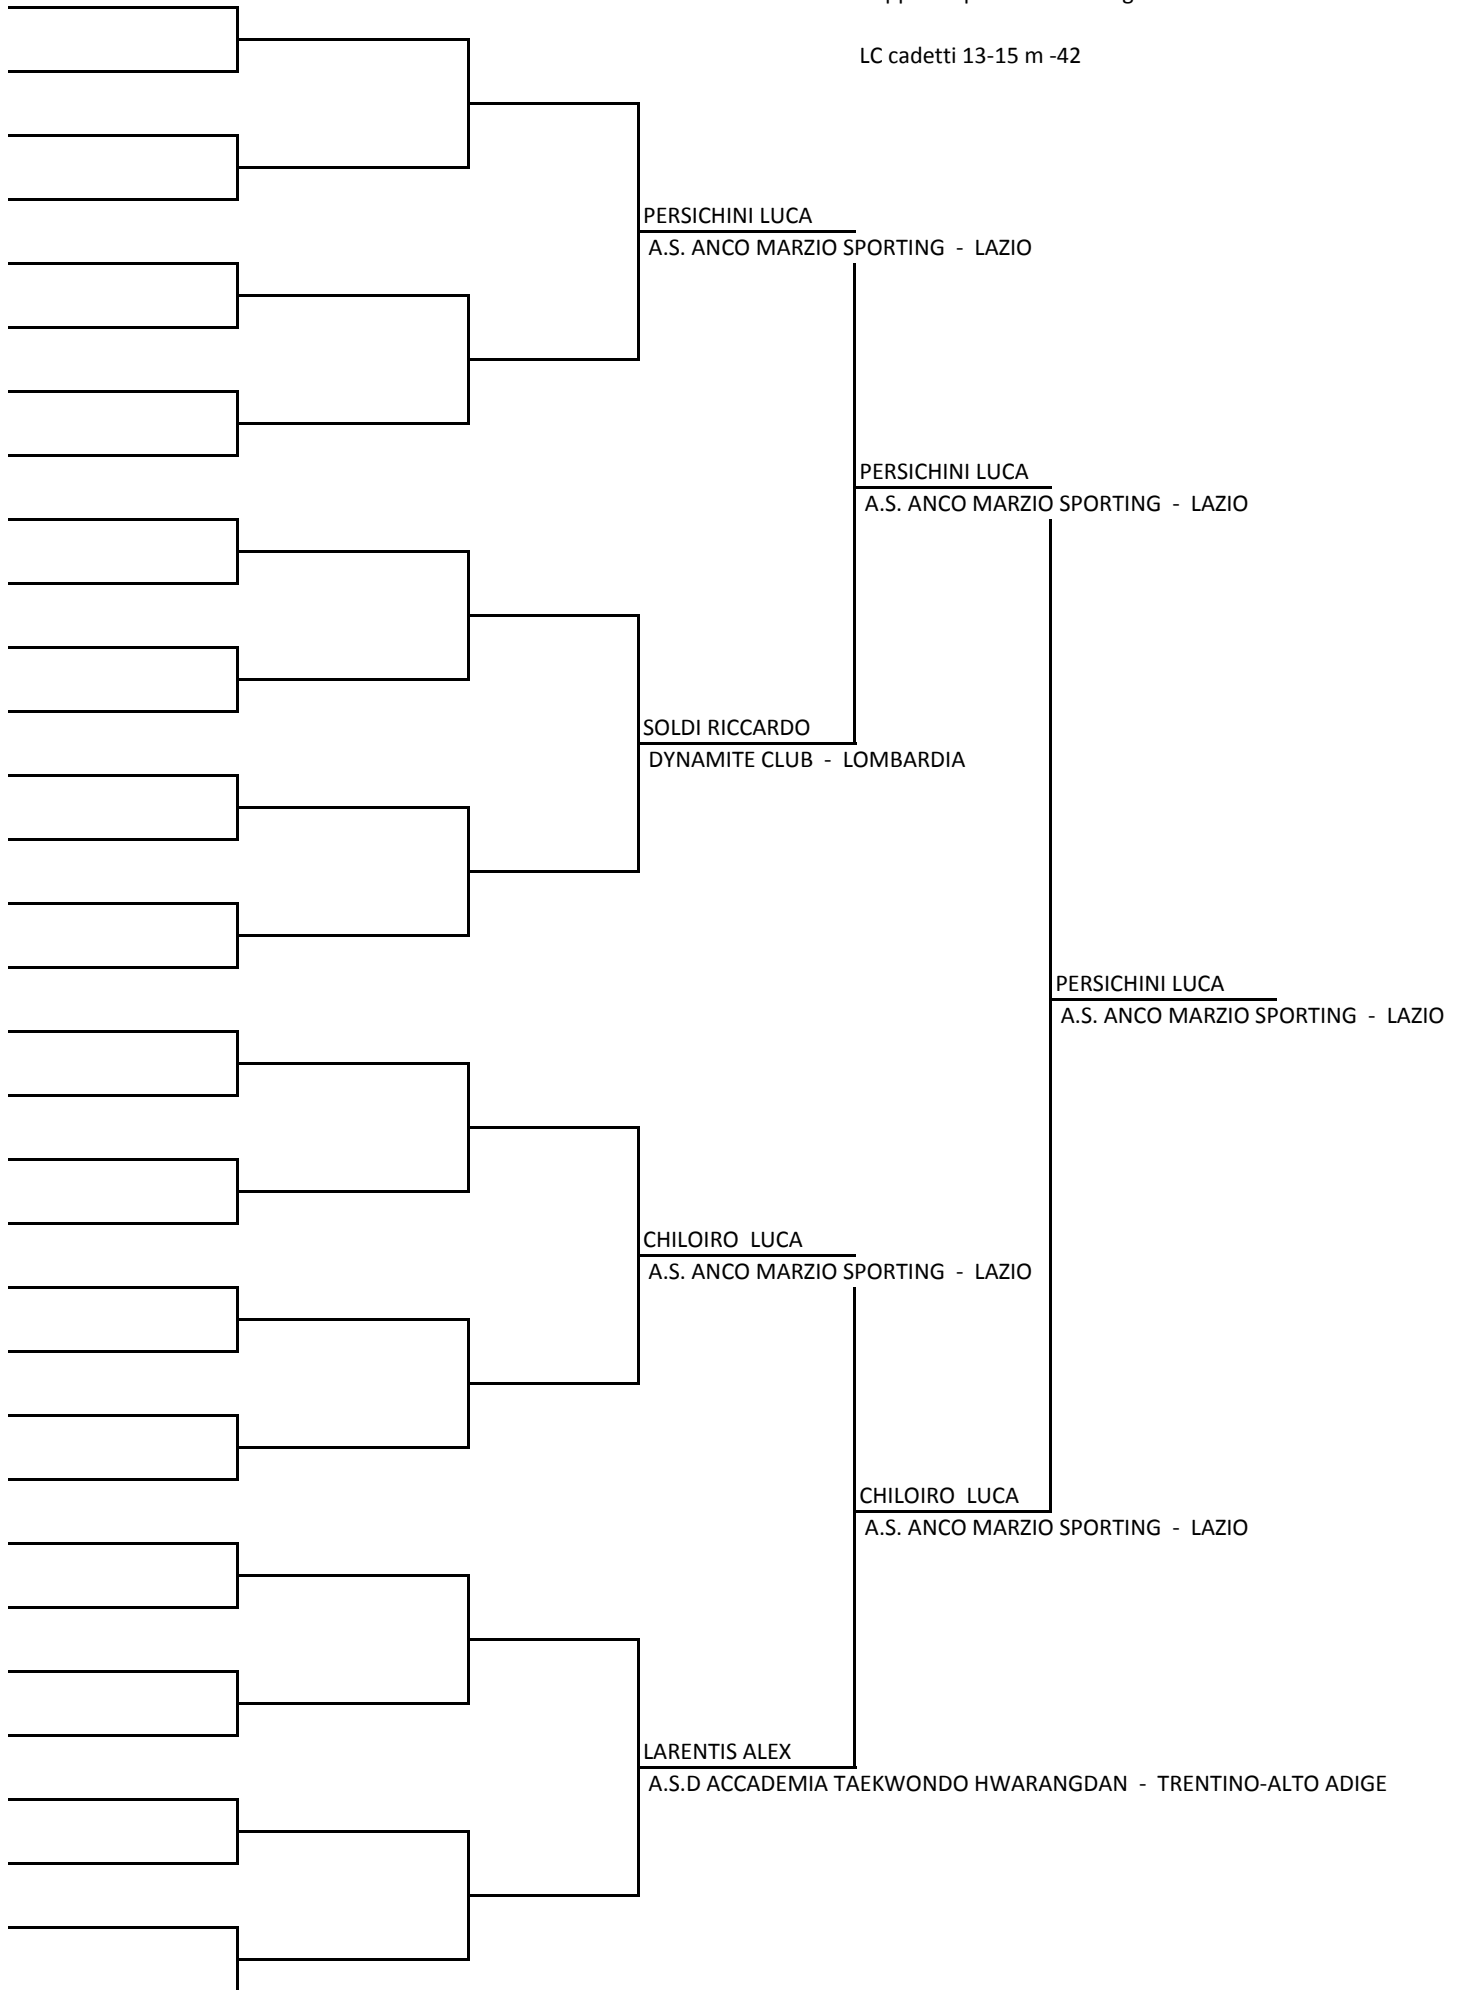 LC cadetti 13-15 m -42
PERSICHINI LUCA
A.S. ANCO MARZIO SPORTING - LAZIO
PERSICHINI LUCA
A.S. ANCO MARZIO SPORTING - LAZIO
SOLDI RICCARDO
DYNAMITE CLUB - LOMBARDIA
PERSICHINI LUCA
A.S. ANCO MARZIO SPORTING - LAZIO
CHILOIRO LUCA
A.S. ANCO MARZIO SPORTING - LAZIO
CHILOIRO LUCA
A.S. ANCO MARZIO SPORTING - LAZIO
LARENTIS ALEX
A.S.D ACCADEMIA TAEKWONDO HWARANGDAN - TRENTINO-ALTO ADIGE